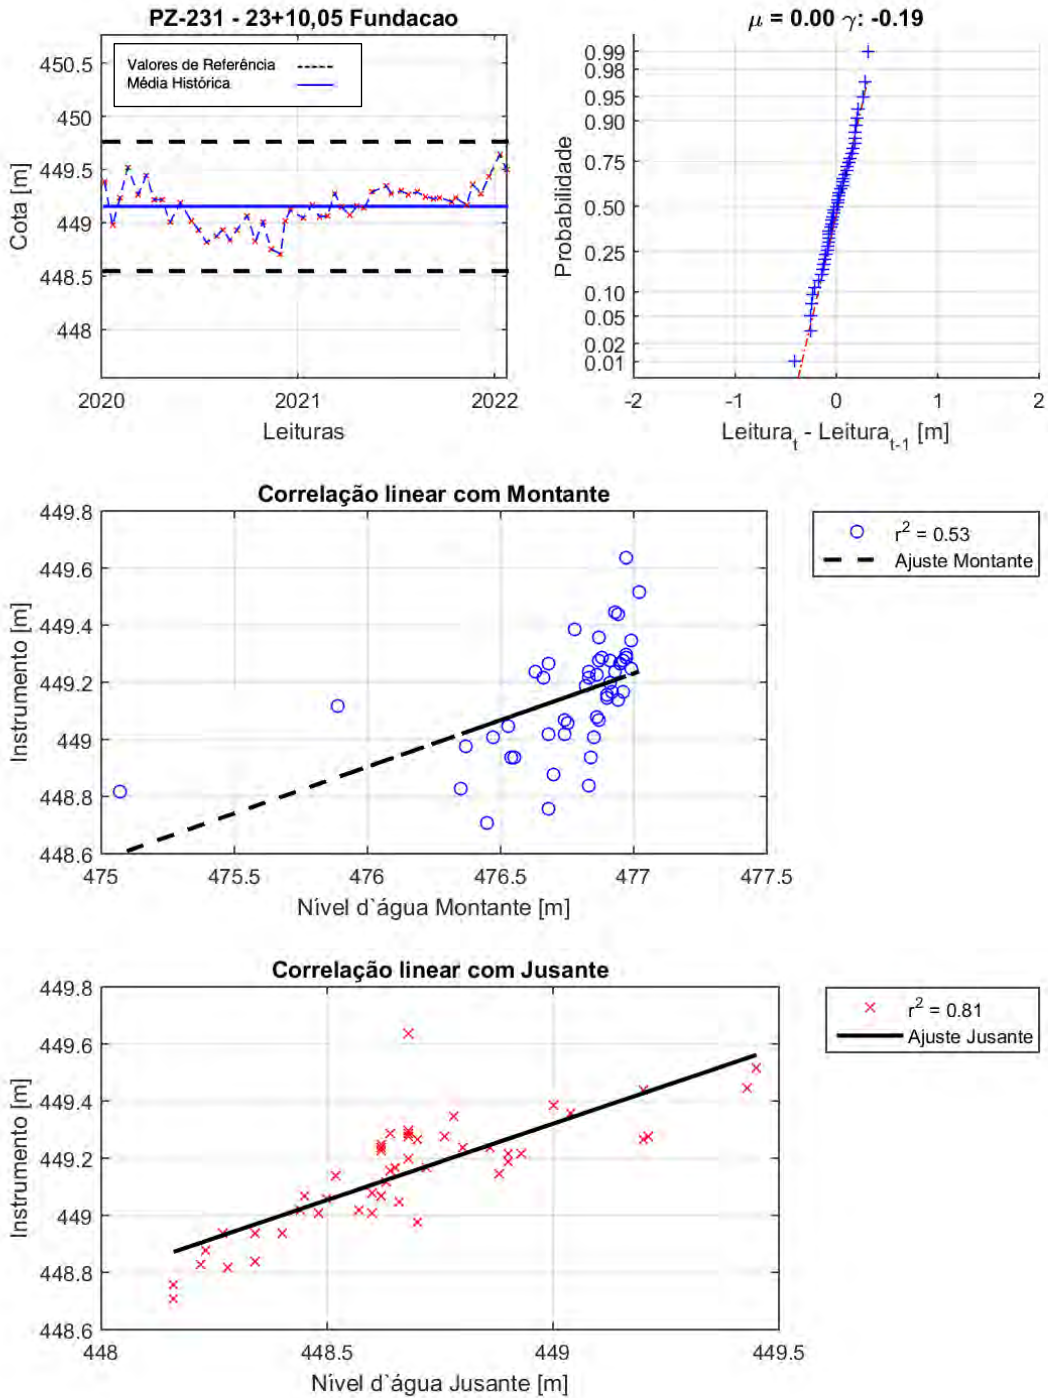 PZ-231 - 23+10,05 Fundacao
Valores de Referência
Média Histórica
Cota [m]
450.5
450
449.5
449
448.5
448
2020
2021
2022
Leituras
μ = 0.00 γ: -0.19
Probabilidade
0.99
0.98
0.95
0.90
0.75
0.50
0.25
0.10
0.05
0.02
0.01
-2
-1
0
1
2
Leitura_t - Leitura_t-1 [m]
Correlação linear com Montante
Instrumento [m]
449.8
449.6
449.4
449.2
449
448.8
448.6
475
475.5
476
476.5
477
477.5
Nível d`água Montante [m]
r² = 0.53
Ajuste Montante
Correlação linear com Jusante
Instrumento [m]
449.8
449.6
449.4
449.2
449
448.8
448.6
448
448.5
449
449.5
Nível d`água Jusante [m]
r² = 0.81
Ajuste Jusante